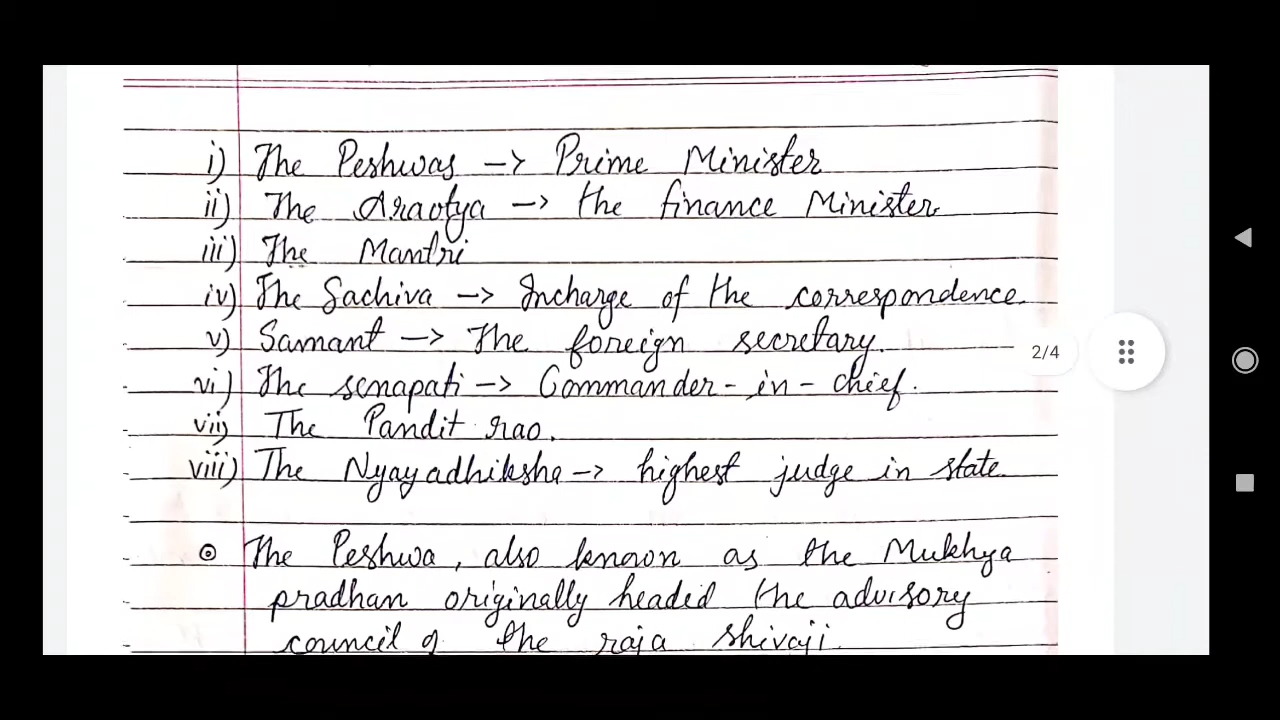 i) The Peshwas -> Prime Minister
ii) The Araotya -> the finance Minister.
iii) The Mantri
iv) The Sachiva -> Incharge of the correspondence.
v) Samant -> The foreign secretary.
2/4
vi) The senapati -> Commander-in-chief.
vii) The Pandit rao.
viii) The Nyayadhiksha -> highest judge in state.
The Peshwa, also known as the Mukhya
pradhan originally headed the advisory
council of the raja shivaji.